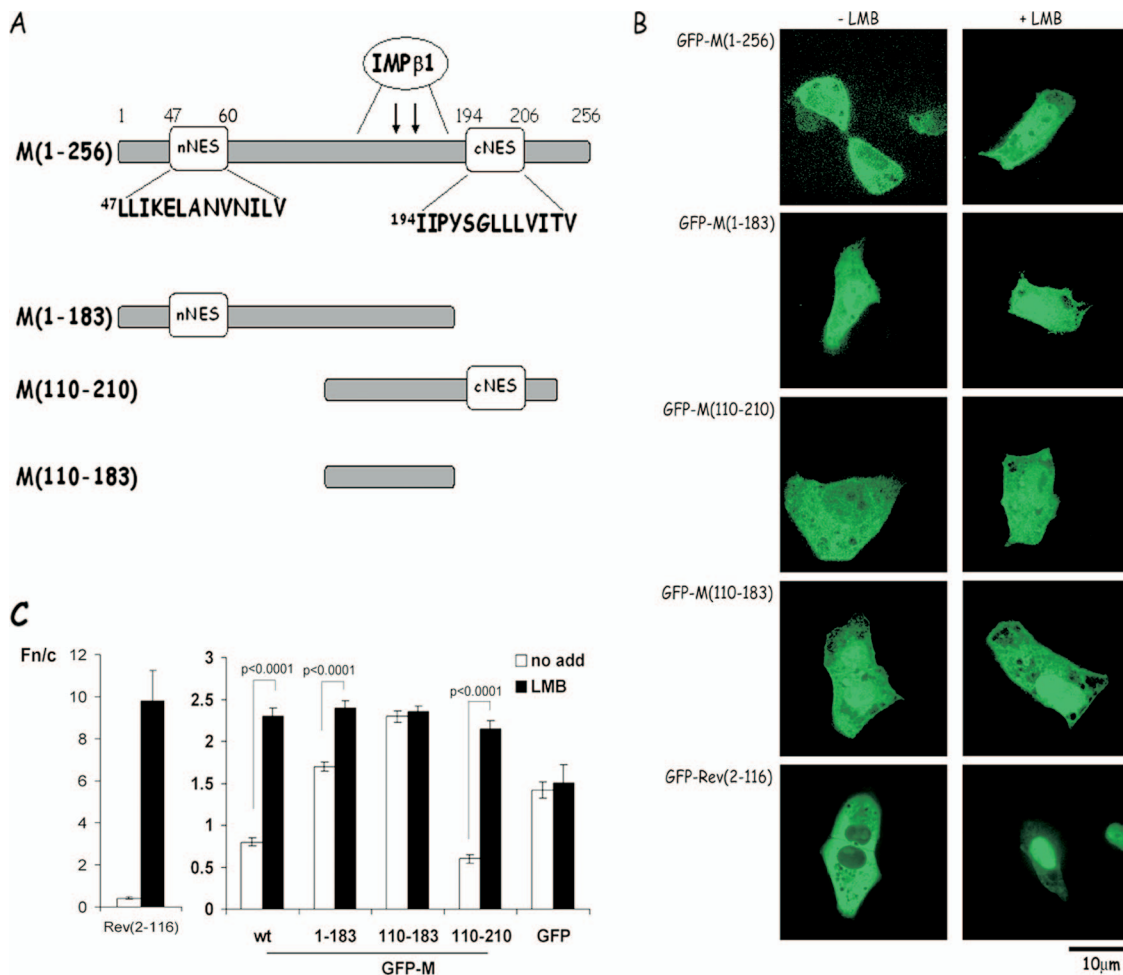 A
IMPβ1
1 47 60 194 206 256
M(1-256)
nNES
cNES
47LLIKELANVNILV
194IIPYSGLLLVITV
M(1-183)
nNES
M(110-210)
cNES
M(110-183)
B
- LMB
+ LMB
GFP-M(1-256)
GFP-M(1-183)
GFP-M(110-210)
GFP-M(110-183)
GFP-Rev(2-116)
10μm
C
Fn/c
12
10
8
6
4
2
0
Rev(2-116)
3
2.5
2
1.5
1
0.5
0
p<0.0001
p<0.0001
p<0.0001
no add
LMB
wt 1-183 110-183 110-210 GFP
GFP-M